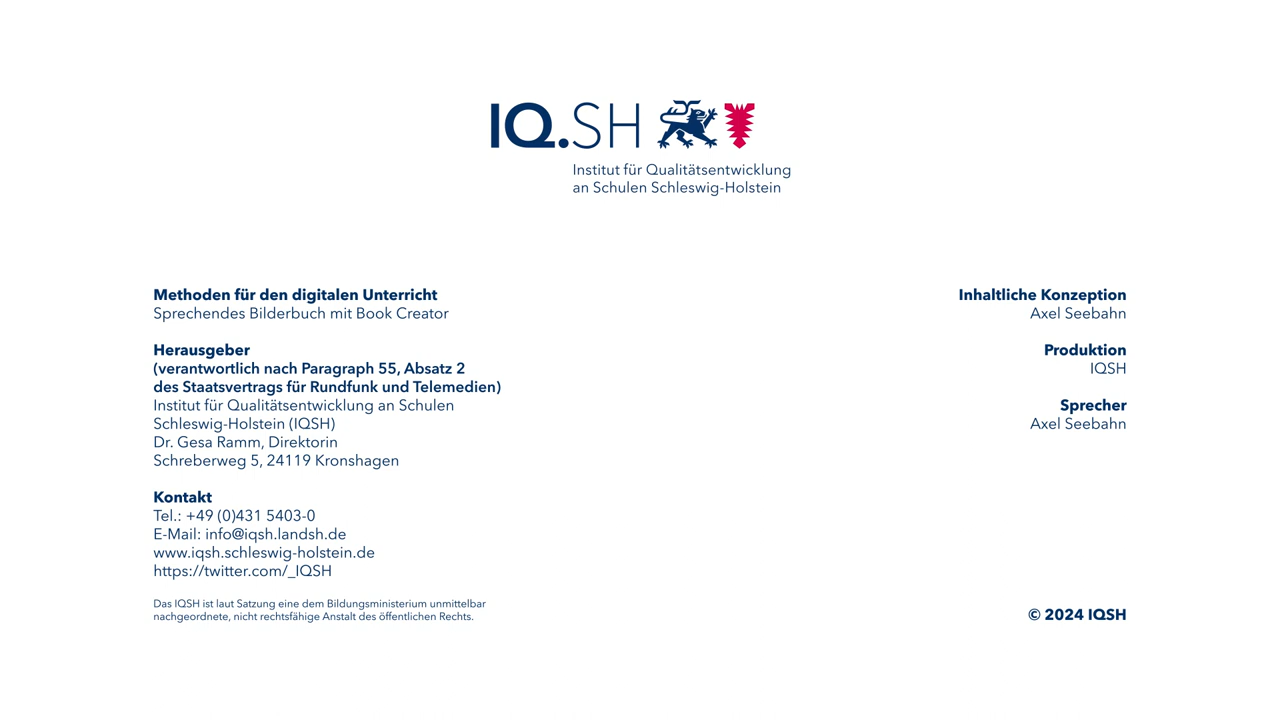 IQ.SH
Institut für Qualitätsentwicklung
an Schulen Schleswig-Holstein
Methoden für den digitalen Unterricht
Sprechendes Bilderbuch mit Book Creator
Herausgeber
(verantwortlich nach Paragraph 55, Absatz 2
des Staatsvertrags für Rundfunk und Telemedien)
Institut für Qualitätsentwicklung an Schulen
Schleswig-Holstein (IQSH)
Dr. Gesa Ramm, Direktorin
Schreberweg 5, 24119 Kronshagen
Kontakt
Tel.: +49 (0)431 5403-0
E-Mail: info@iqsh.landsh.de
www.iqsh.schleswig-holstein.de
https://twitter.com/_IQSH
Das IQSH ist laut Satzung eine dem Bildungsministerium unmittelbar
nachgeordnete, nicht rechtsfähige Anstalt des öffentlichen Rechts.
Inhaltliche Konzeption
Axel Seebahn
Produktion
IQSH
Sprecher
Axel Seebahn
© 2024 IQSH